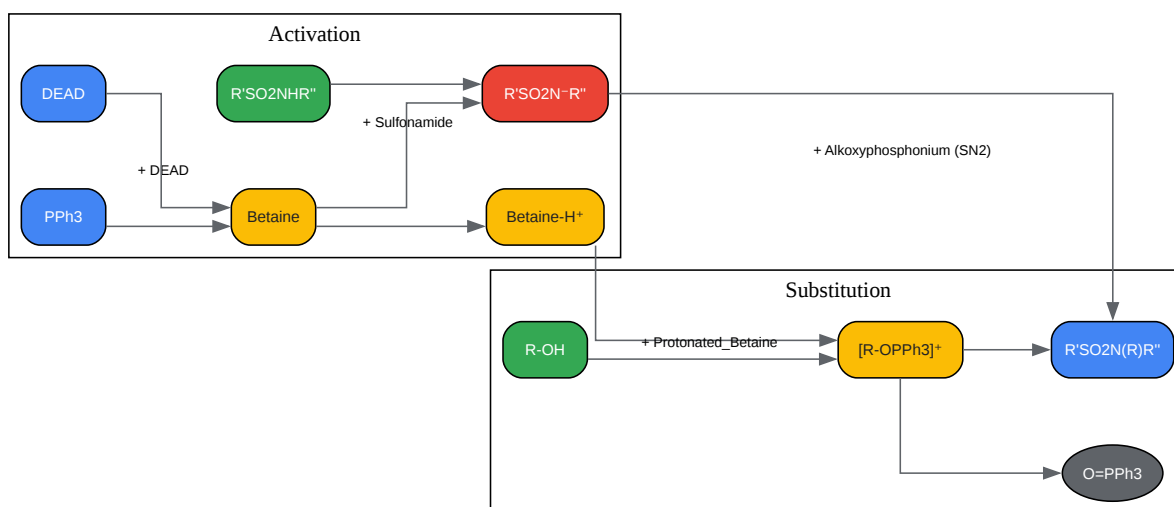 Activation
DEAD
R'SO2NHR"
R'SO2N⁻R"
+ Sulfonamide
+ Alkoxyphosphonium (SN2)
+ DEAD
PPh3
Betaine
Betaine-H⁺
Substitution
R-OH
+ Protonated_Betaine
[R-OPPh3]⁺
R'SO2N(R)R"
O=PPh3